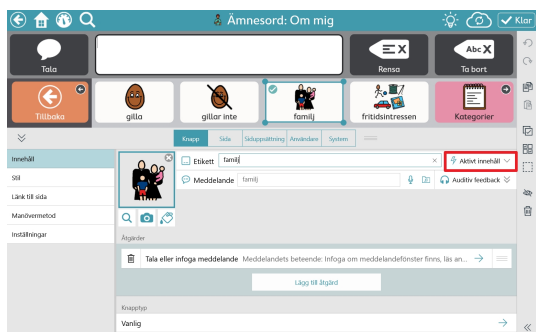 Ämnesord: Om mig
Klar
Tala
X
Rensa
Abc X
Ta bort
Tillbaka
gilla
gillar inte
familj
fritidsintressen
Kategorier
Knapp Sida Siduppsättning Användare System
Innehåll
Stil
Länk till sida
Manövermetod
Inställningar
Etikett familj × Aktivt innehåll
Meddelande familj Auditiv feedback
Åtgärder
Tala eller infoga meddelande Meddelandets beteende: Infoga om meddelandefönster finns, läs an...
Lägg till åtgärd
Knapptyp
Vanlig